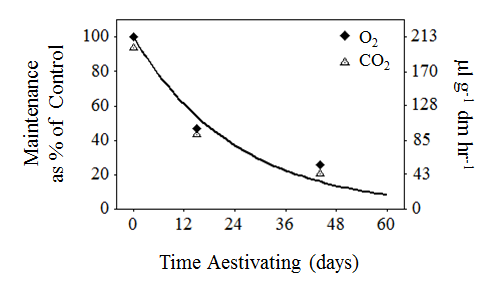 Maintenance
as % of Control
100
80
60
40
20
0
213
170
128
85
43
0
µl g⁻¹ dm hr⁻¹
O₂
CO₂
0 12 24 36 48 60
Time Aestivating (days)